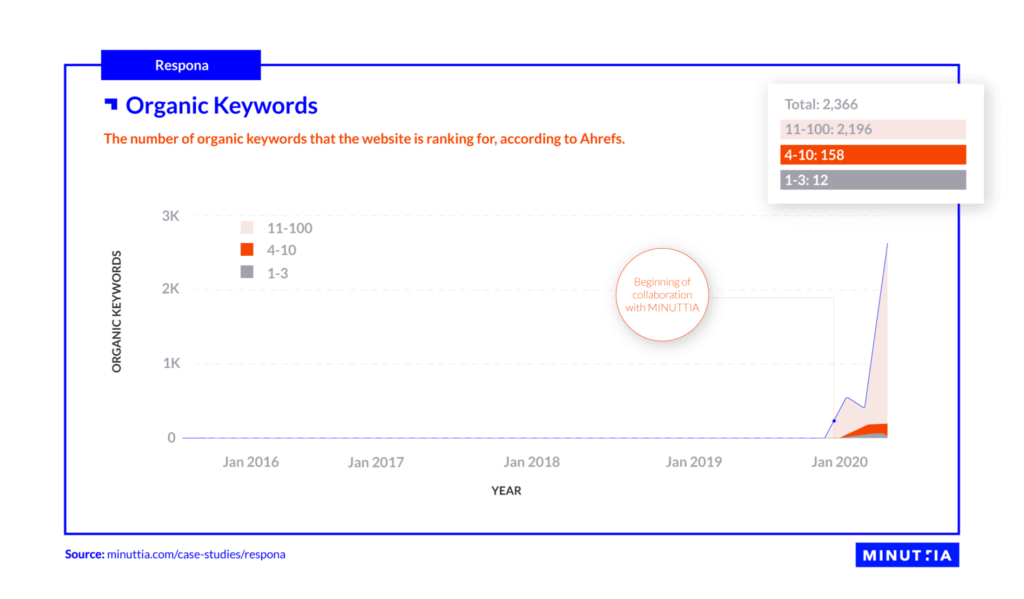 Respona
Organic Keywords
The number of organic keywords that the website is ranking for, according to Ahrefs.
Total: 2,366
11-100: 2,196
4-10: 158
1-3: 12
3K
2K
1K
0
ORGANIC KEYWORDS
11-100
4-10
1-3
Beginning of
collaboration
with MINUTTIA
Jan 2016
Jan 2017
Jan 2018
Jan 2019
Jan 2020
YEAR
Source: minuttia.com/case-studies/respona
MINUTTIA